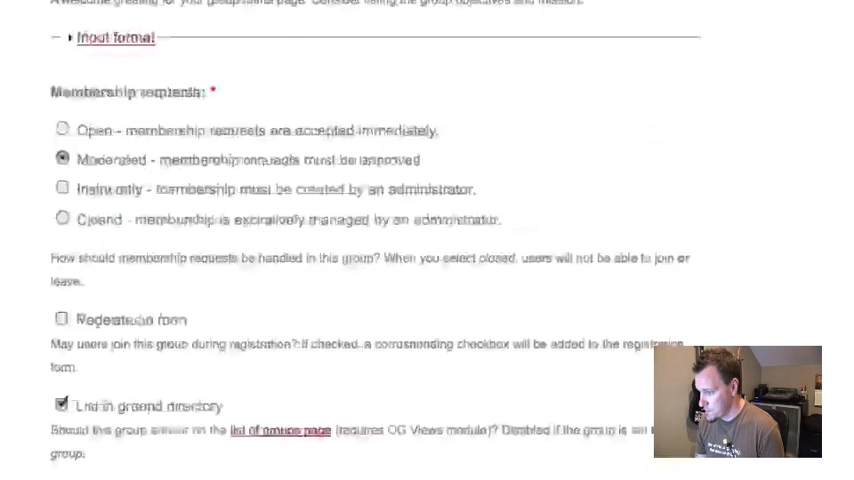 A welcome greeting for your group home page. Consider listing the group objectives and mission.
Input format
Membership requests: *
Open - membership requests are accepted immediately.
Moderated - membership requests must be approved
- membership must be created by an administrator.
Closed - membership is exclusively managed by an administrator.
How should membership requests be handled in this group? When you select closed, users will not be able to join or
leave.
Registration form
May users join this group during registration? If checked, a corresponding checkbox will be added to the registration
form.
List in groups directory
Should this group appear on the list of groups page (requires OG Views module)? Disabled if the group is set
group.